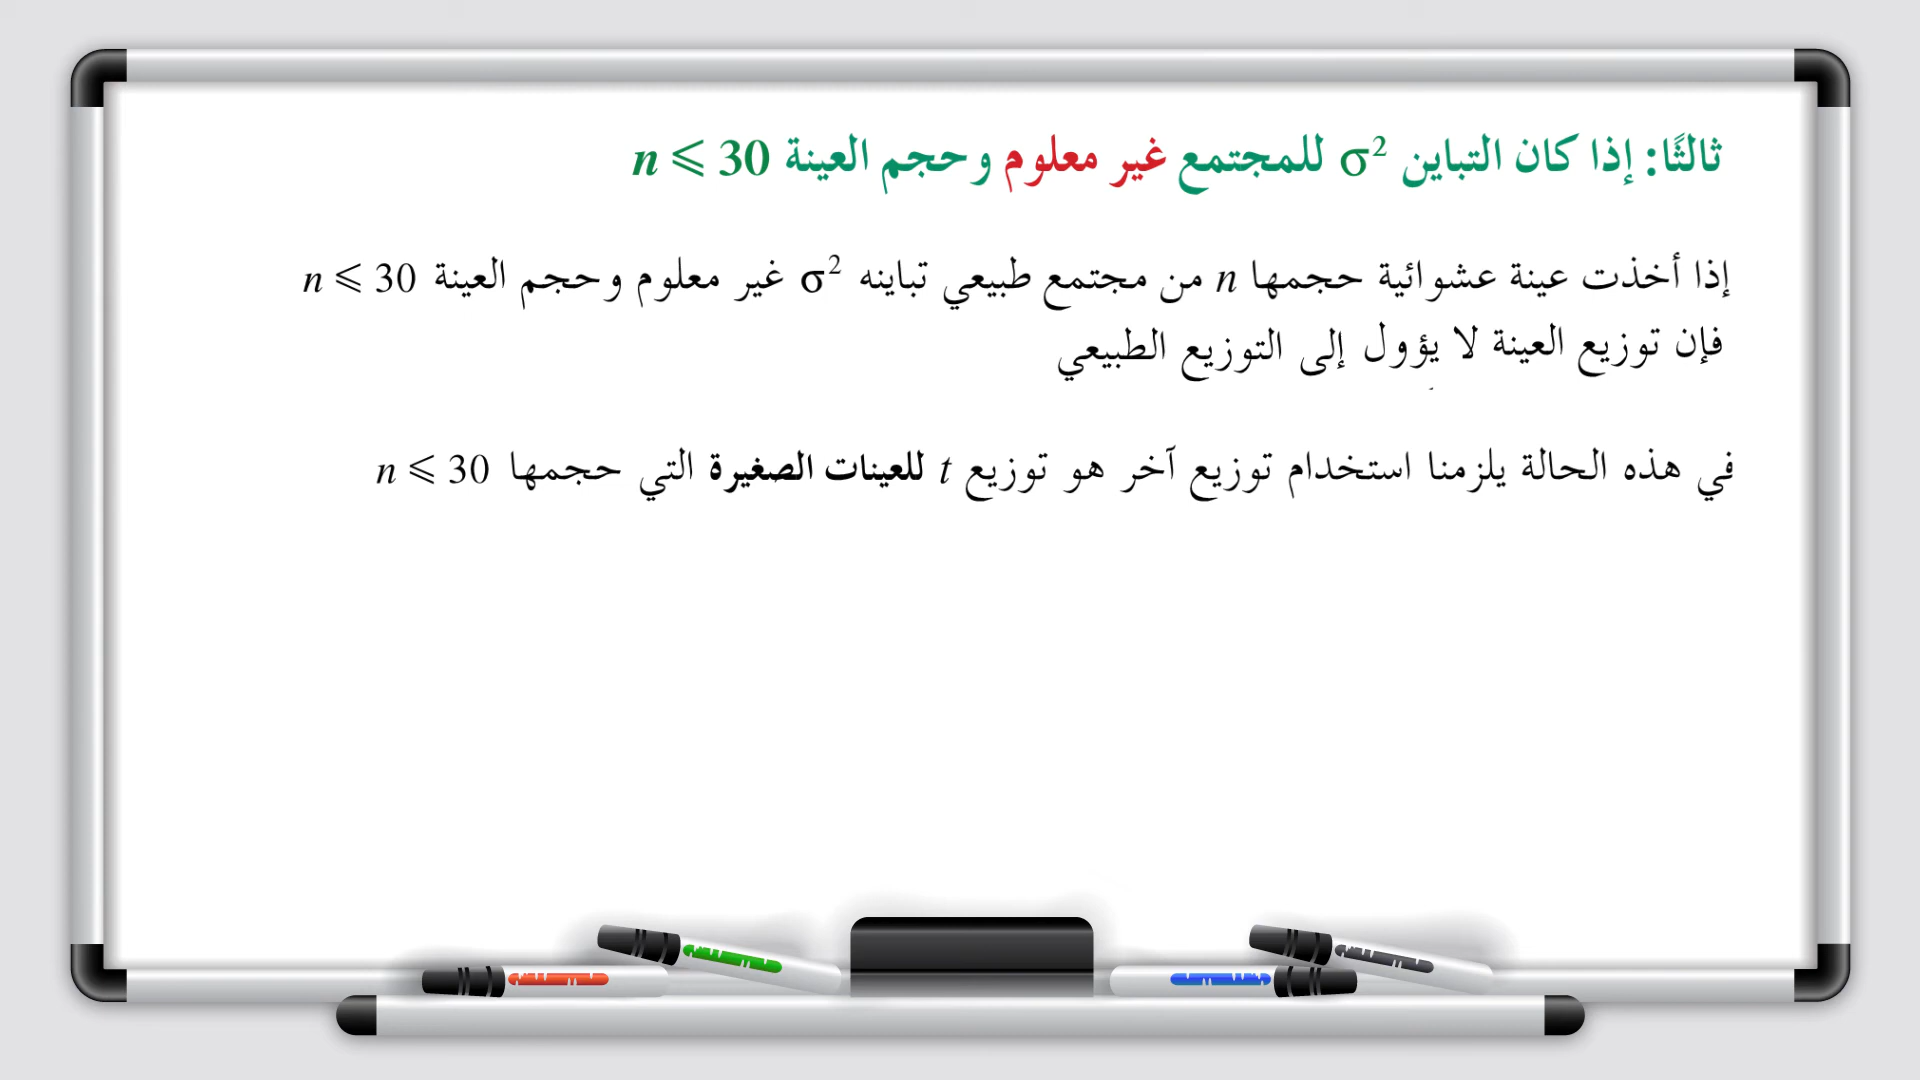 ثالثًا: إذا كان التباين σ² للمجتمع غير معلوم وحجم العينة n ⩽ 30
إذا أخذت عينة عشوائية حجمها n من مجتمع طبيعي تباينه σ² غير معلوم وحجم العينة n ⩽ 30
فإن توزيع العينة لا يؤول إلى التوزيع الطبيعي
في هذه الحالة يلزمنا استخدام توزيع آخر هو توزيع t للعينات الصغيرة التي حجمها n ⩽ 30